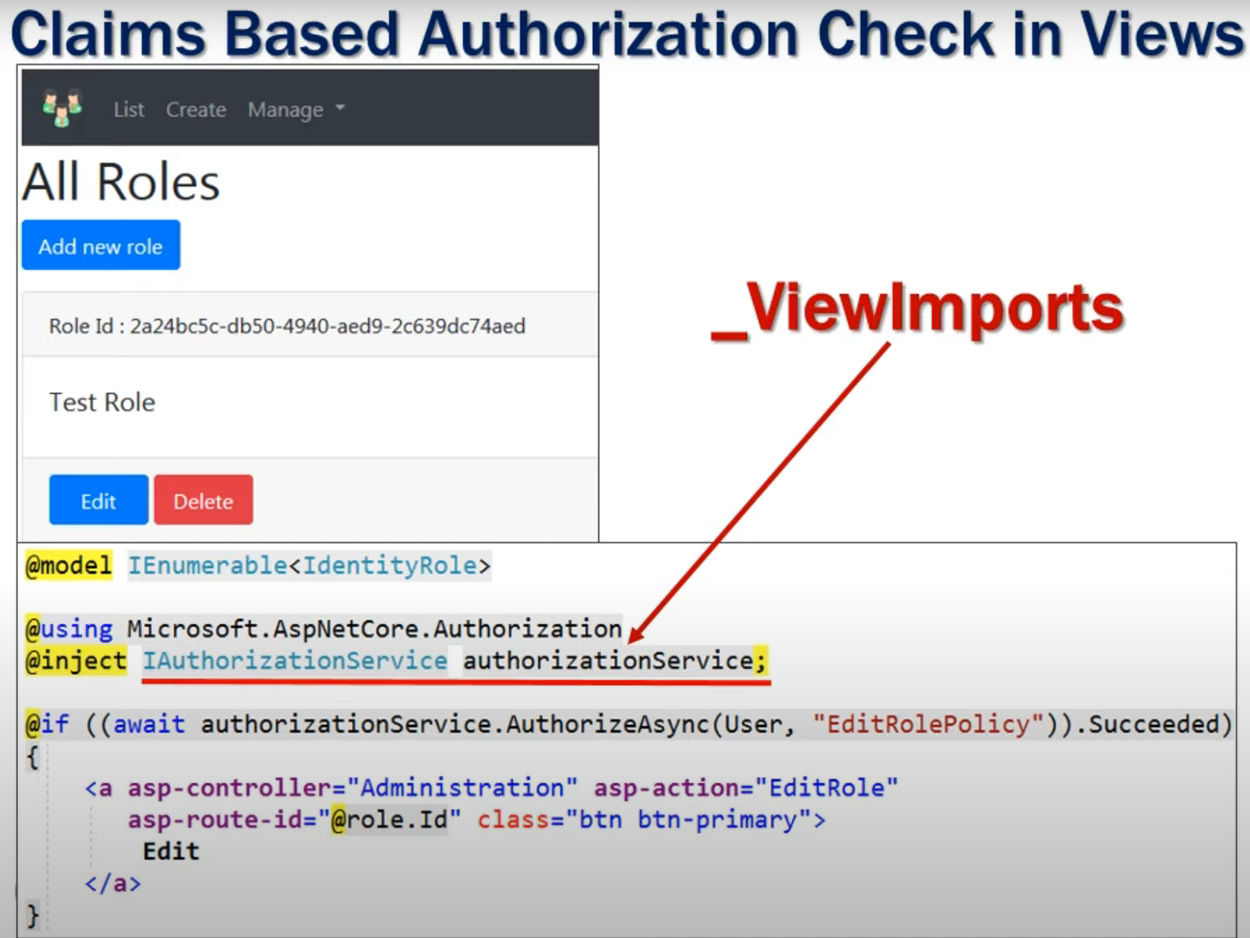 Claims Based Authorization Check in Views
List Create Manage
All Roles
Add new role
Role Id : 2a24bc5c-db50-4940-aed9-2c639dc74aed
Test Role
Edit Delete
_ViewImports
@model IEnumerable<IdentityRole>
@using Microsoft.AspNetCore.Authorization
@inject IAuthorizationService authorizationService;
@if ((await authorizationService.AuthorizeAsync(User, "EditRolePolicy")).Succeeded)
{
<a asp-controller="Administration" asp-action="EditRole"
asp-route-id="@role.Id" class="btn btn-primary">
Edit
</a>
}